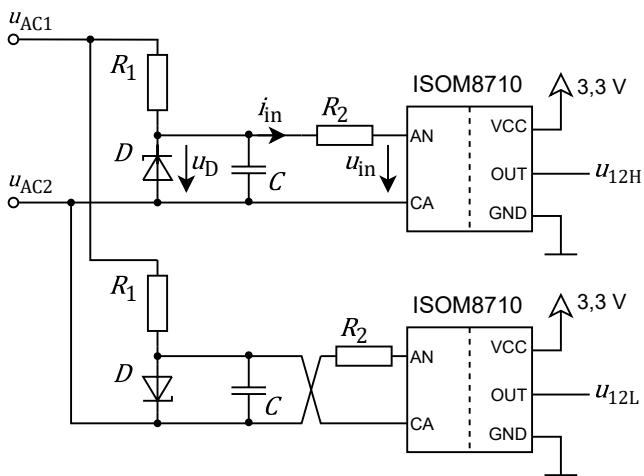 u_AC1
R_1
ISOM8710
3,3 V
i_in
R_2
AN
VCC
D
u_D
u_in
OUT
u_12H
u_AC2
C
CA
GND
R_1
ISOM8710
3,3 V
R_2
AN
VCC
D
C
OUT
u_12L
CA
GND